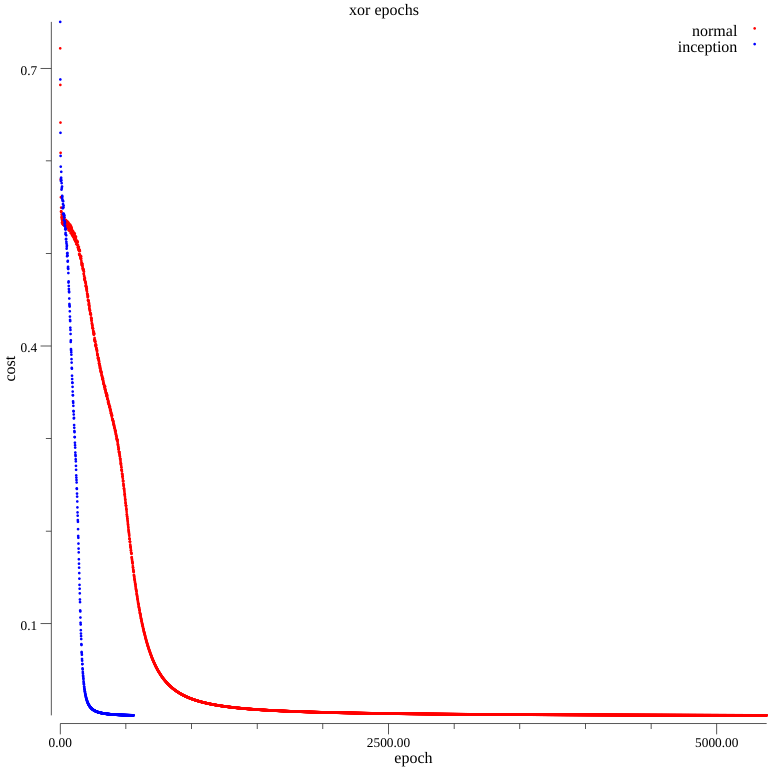 xor epochs
normal
inception
0.7
0.4
cost
0.1
0.00
2500.00
5000.00
epoch